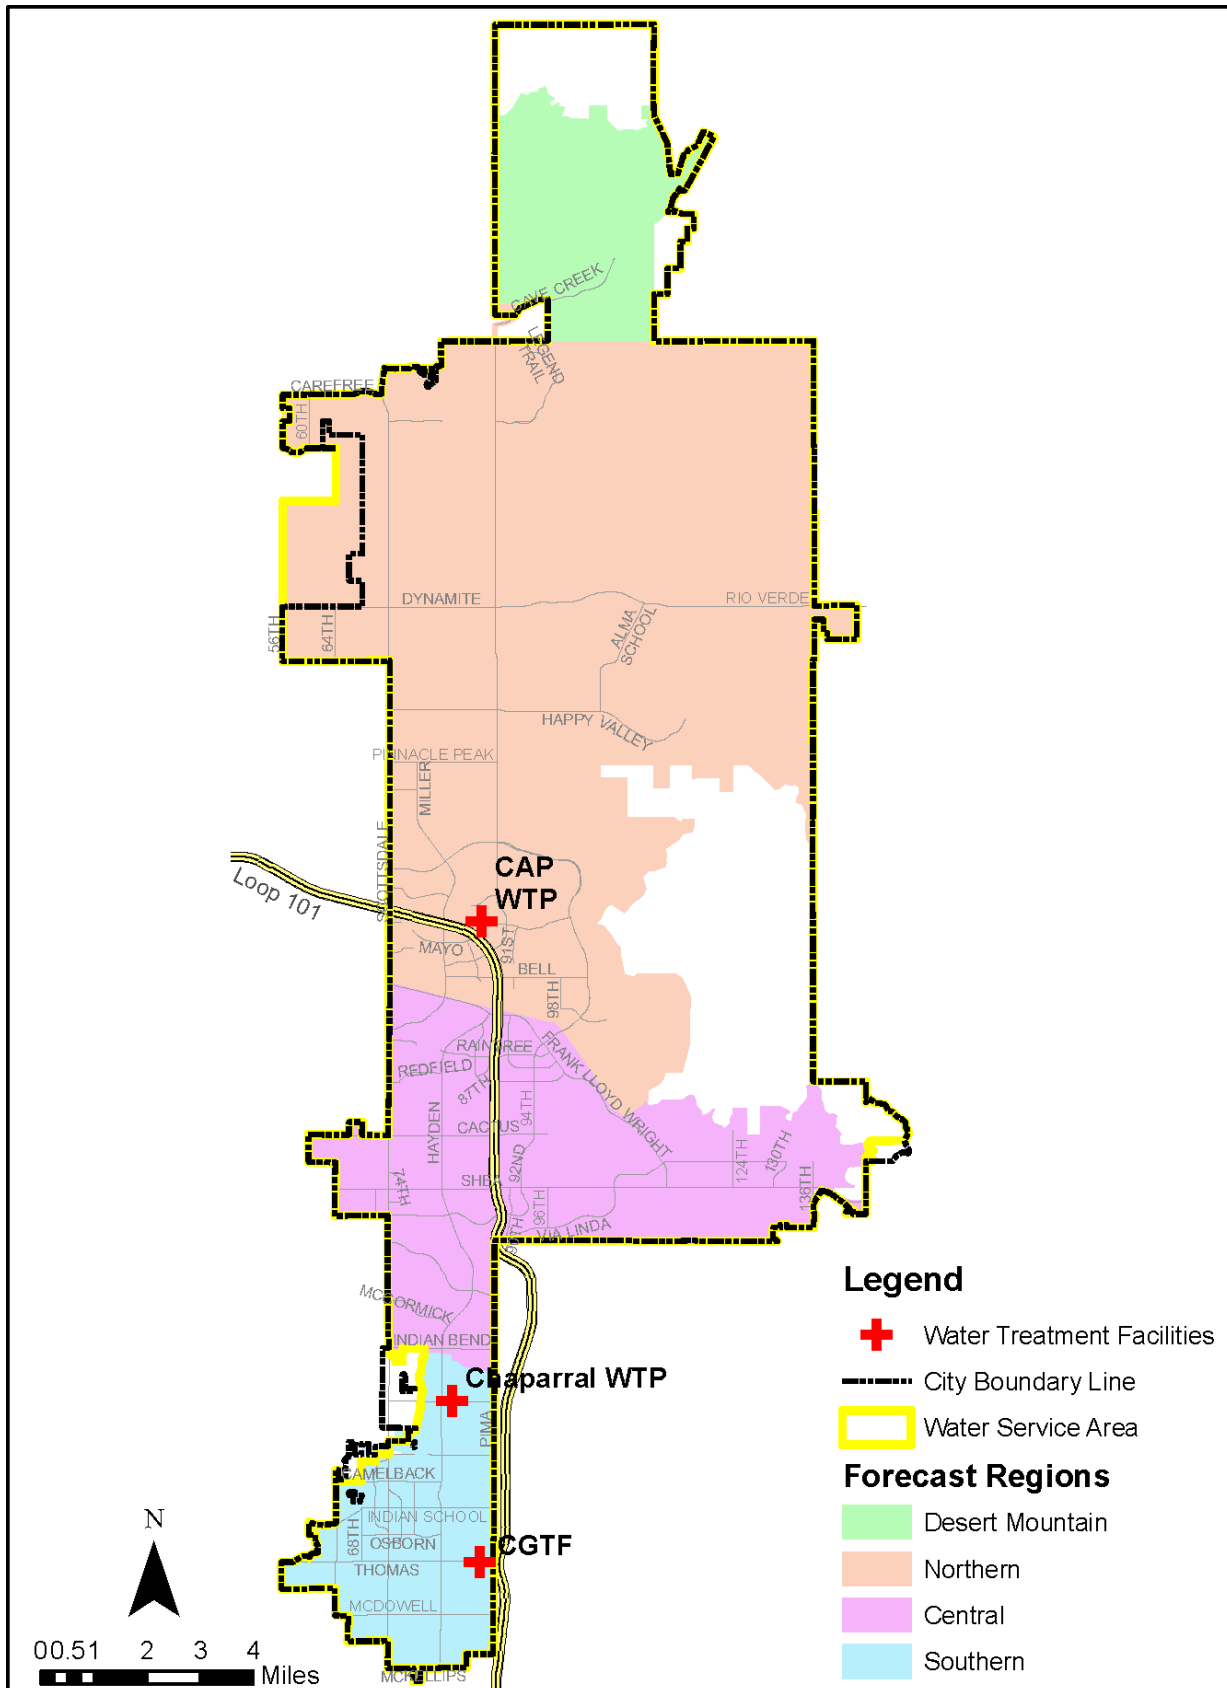 CAVE CREEK
LEGEND
TRAIL
CAREFREE
60TH
DYNAMITE
RIO VERDE
56TH
64TH
ALMA
SCHOOL
HAPPY VALLEY
PINNACLE PEAK
MILLER
SCOTTSDALE
CAP
WTP
Loop 101
MAYO
91ST
BELL
98TH
FRANK LLOYD WRIGHT
RAINTREE
REDFIELD
87TH
94TH
HAYDEN
CACTUS
92ND
124TH
130TH
74TH
SHEA
136TH
96TH
90TH
VIA LINDA
MCCORMICK
INDIAN BEND
Chaparral WTP
PIMA
CAMELBACK
INDIAN SCHOOL
68TH
OSBORN
CGTF
THOMAS
MCDOWELL
MCKELLIPS
N
0 0.5 1 2 3 4
Miles
Legend
Water Treatment Facilities
City Boundary Line
Water Service Area
Forecast Regions
Desert Mountain
Northern
Central
Southern